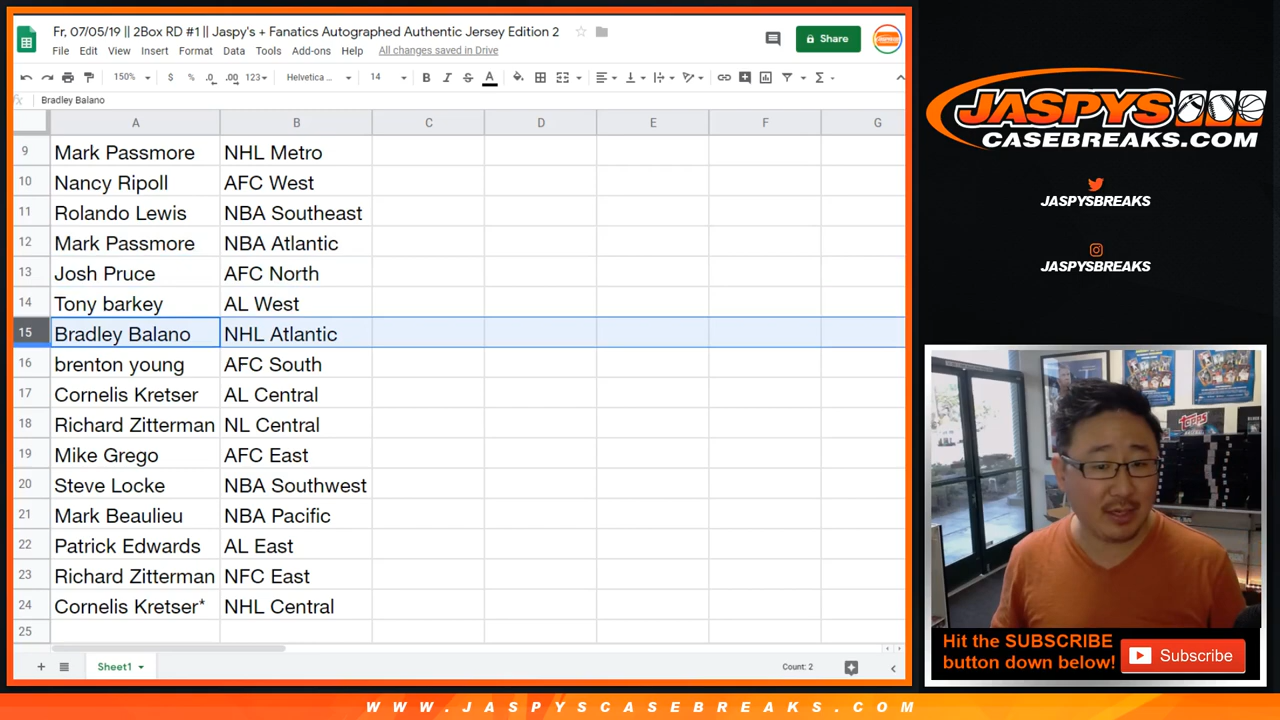 Fr, 07/05/19 || 2Box RD #1 || Jaspy's + Fanatics Autographed Authentic Jersey Edition 2
File Edit View Insert Format Data Tools Add-ons Help All changes saved in Drive
Share
150% $ % .0 .00 123 Helvetica ... 14 B I S A
fx Bradley Balano
A B C D E F G
9 Mark Passmore NHL Metro
10 Nancy Ripoll AFC West
11 Rolando Lewis NBA Southeast
12 Mark Passmore NBA Atlantic
13 Josh Pruce AFC North
14 Tony barkey AL West
15 Bradley Balano NHL Atlantic
16 brenton young AFC South
17 Cornelis Kretser AL Central
18 Richard Zitterman NL Central
19 Mike Grego AFC East
20 Steve Locke NBA Southwest
21 Mark Beaulieu NBA Pacific
22 Patrick Edwards AL East
23 Richard Zitterman NFC East
24 Cornelis Kretser* NHL Central
25
Sheet1
Count: 2
JASPYS
CASEBREAKS.COM
JASPYSBREAKS
JASPYSBREAKS
TOPPS
Hit the SUBSCRIBE
button down below!
Subscribe
WWW.JASPYSCASEBREAKS.COM